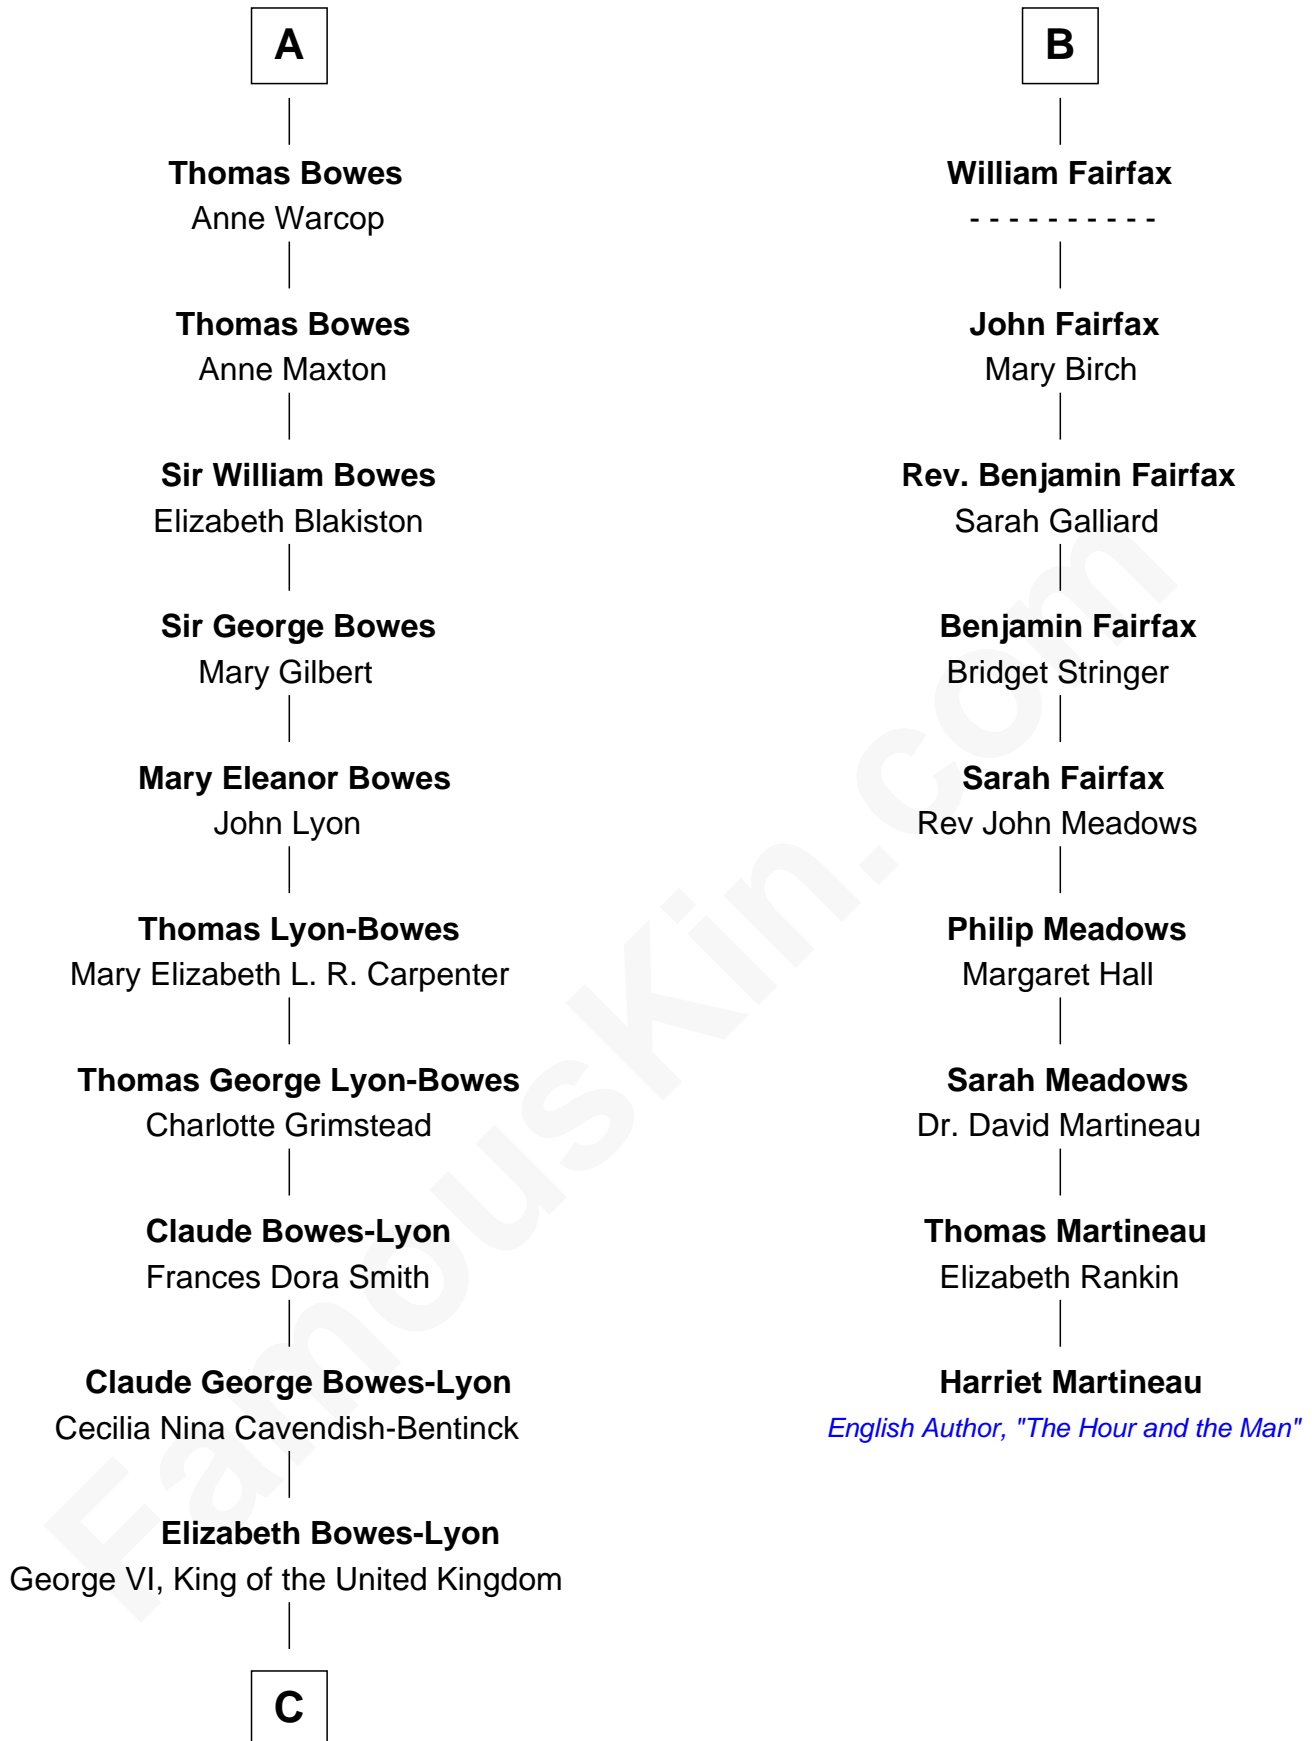 A
Thomas Bowes
Anne Warcop
Thomas Bowes
Anne Maxton
Sir William Bowes
Elizabeth Blakiston
Sir George Bowes
Mary Gilbert
Mary Eleanor Bowes
John Lyon
Thomas Lyon-Bowes
Mary Elizabeth L. R. Carpenter
Thomas George Lyon-Bowes
Charlotte Grimstead
Claude Bowes-Lyon
Frances Dora Smith
Claude George Bowes-Lyon
Cecilia Nina Cavendish-Bentinck
Elizabeth Bowes-Lyon
George VI, King of the United Kingdom
C
B
William Fairfax
- - - - - - - - - -
John Fairfax
Mary Birch
Rev. Benjamin Fairfax
Sarah Galliard
Benjamin Fairfax
Bridget Stringer
Sarah Fairfax
Rev John Meadows
Philip Meadows
Margaret Hall
Sarah Meadows
Dr. David Martineau
Thomas Martineau
Elizabeth Rankin
Harriet Martineau
English Author, "The Hour and the Man"
FamousKin.com